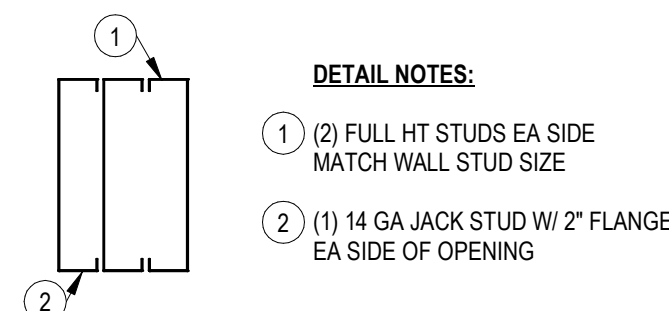 1
DETAIL NOTES:
1 (2) FULL HT STUDS EA SIDE
MATCH WALL STUD SIZE
2 (1) 14 GA JACK STUD W/ 2" FLANGE
EA SIDE OF OPENING
2